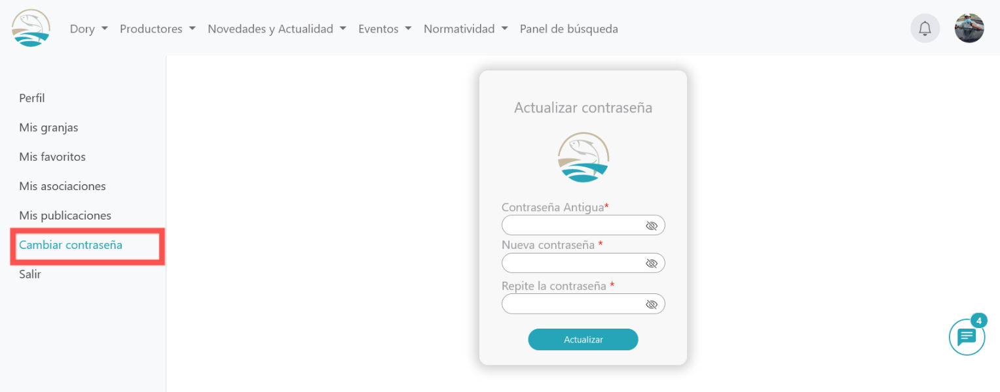 Dory Productores Novedades y Actualidad Eventos Normatividad Panel de búsqueda
Perfil
Mis granjas
Mis favoritos
Mis asociaciones
Mis publicaciones
Cambiar contraseña
Salir
Actualizar contraseña
Contraseña Antigua*
Nueva contraseña *
Repite la contraseña *
Actualizar
4